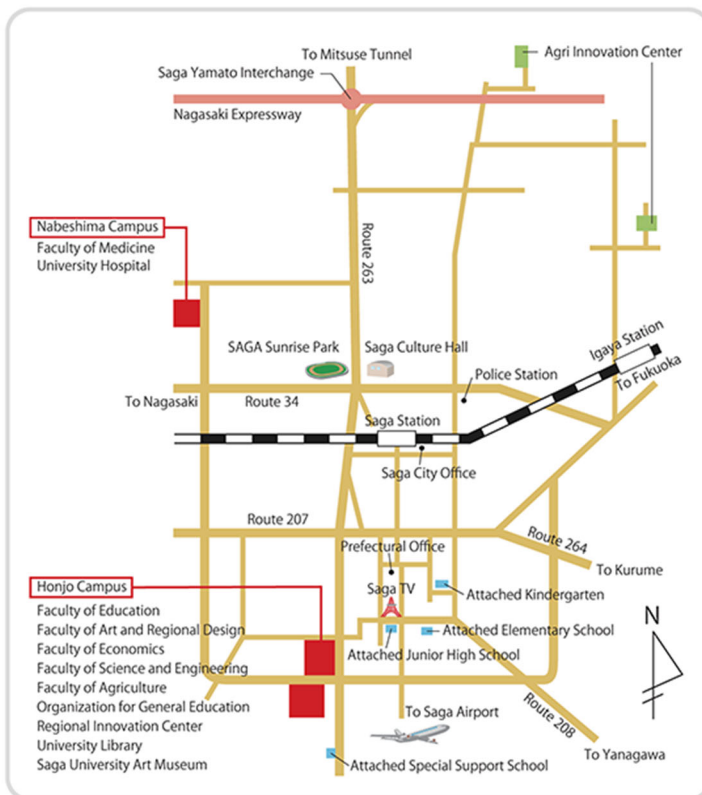 To Mitsuse Tunnel
Agri Innovation Center
Saga Yamato Interchange
Nagasaki Expressway
Nabeshima Campus
Faculty of Medicine
University Hospital
Route 263
SAGA Sunrise Park
Saga Culture Hall
Igaya Station
Police Station
To Fukuoka
To Nagasaki
Route 34
Saga Station
Saga City Office
Route 207
Route 264
Prefectural Office
To Kurume
Honjo Campus
Saga TV
Attached Kindergarten
Faculty of Education
Faculty of Art and Regional Design
Faculty of Economics
Faculty of Science and Engineering
Faculty of Agriculture
Organization for General Education
Regional Innovation Center
University Library
Saga University Art Museum
Attached Elementary School
Attached Junior High School
N
To Saga Airport
Route 208
To Yanagawa
Attached Special Support School